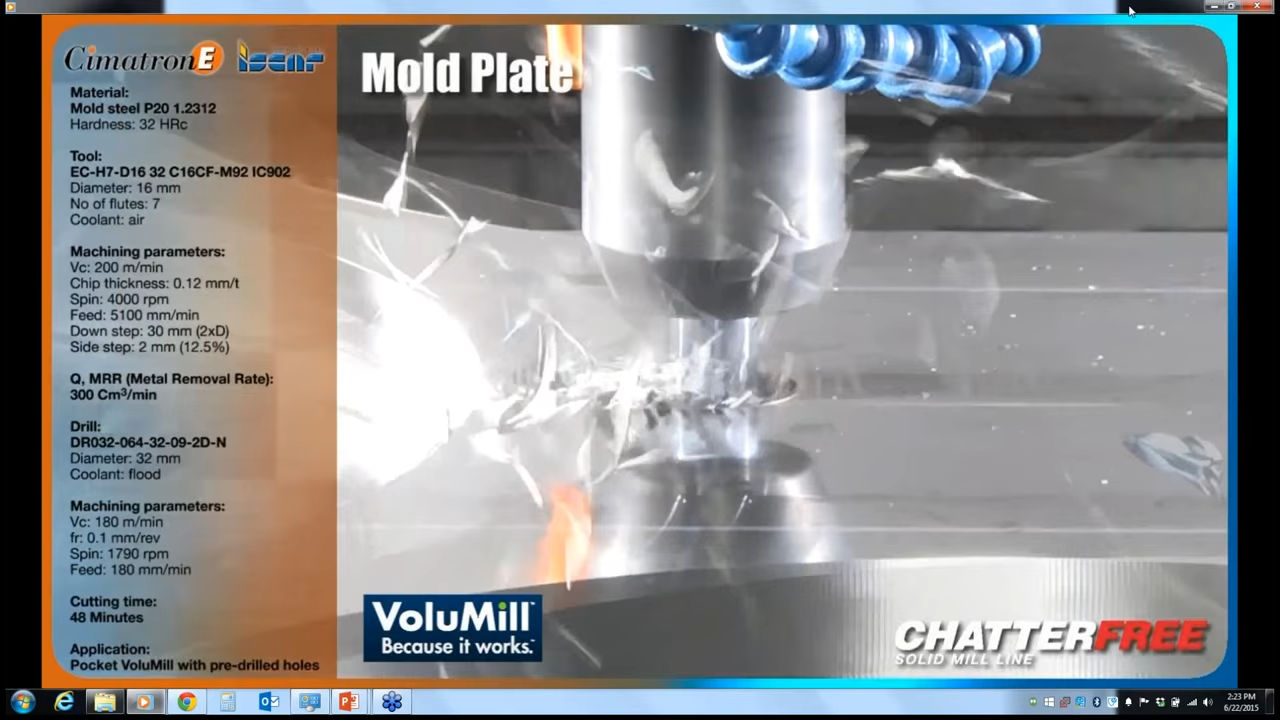 CimatronE iscar
Material:
Mold steel P20 1.2312
Hardness: 32 HRc
Tool:
EC-H7-D16 32 C16CF-M92 IC902
Diameter: 16 mm
No of flutes: 7
Coolant: air
Machining parameters:
Vc: 200 m/min
Chip thickness: 0.12 mm/t
Spin: 4000 rpm
Feed: 5100 mm/min
Down step: 30 mm (2xD)
Side step: 2 mm (12.5%)
Q, MRR (Metal Removal Rate):
300 Cm³/min
Drill:
DR032-064-32-09-2D-N
Diameter: 32 mm
Coolant: flood
Machining parameters:
Vc: 180 m/min
fr: 0.1 mm/rev
Spin: 1790 rpm
Feed: 180 mm/min
Cutting time:
48 Minutes
Application:
Pocket VoluMill with pre-drilled holes
Mold Plate
VoluMill™
Because it works.™
CHATTERFREE
SOLID MILL LINE
2:23 PM
6/22/2015